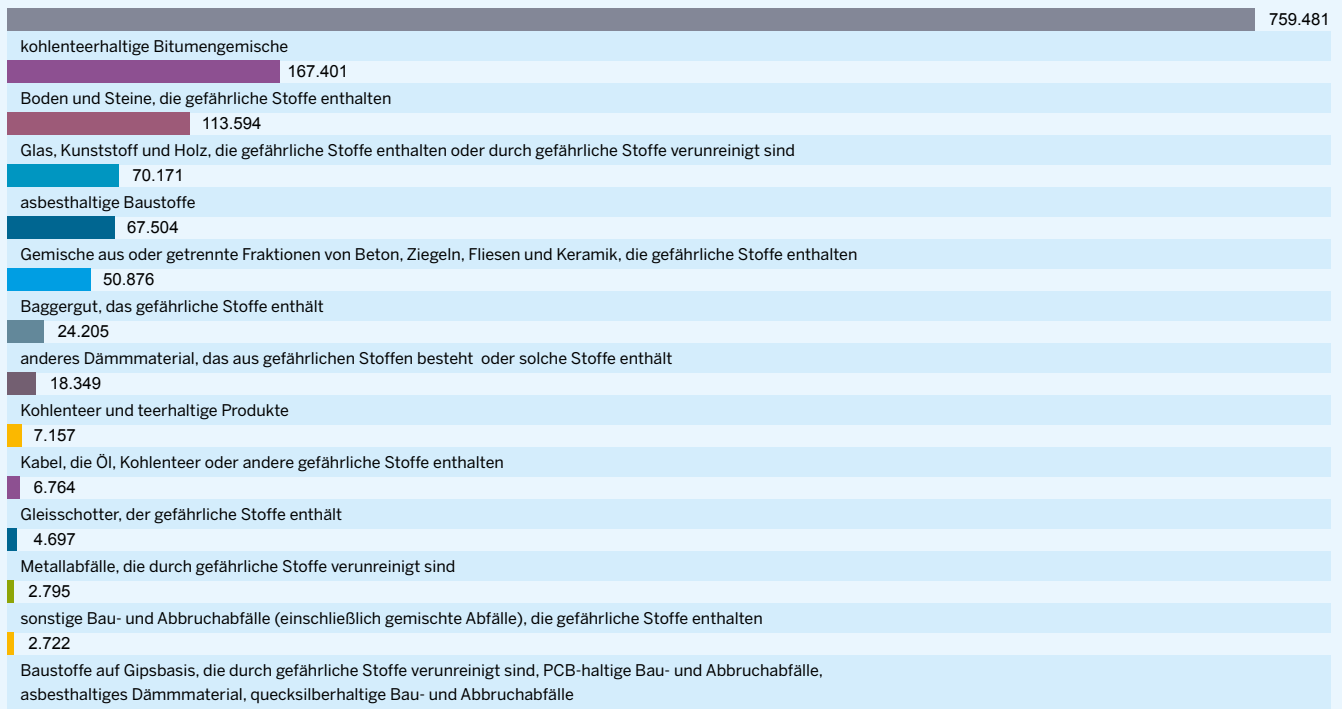 759.481
kohlenteerhaltige Bitumengemische
167.401
Boden und Steine, die gefährliche Stoffe enthalten
113.594
Glas, Kunststoff und Holz, die gefährliche Stoffe enthalten oder durch gefährliche Stoffe verunreinigt sind
70.171
asbesthaltige Baustoffe
67.504
Gemische aus oder getrennte Fraktionen von Beton, Ziegeln, Fliesen und Keramik, die gefährliche Stoffe enthalten
50.876
Baggergut, das gefährliche Stoffe enthält
24.205
anderes Dämmmaterial, das aus gefährlichen Stoffen besteht oder solche Stoffe enthält
18.349
Kohlenteer und teerhaltige Produkte
7.157
Kabel, die Öl, Kohlenteer oder andere gefährliche Stoffe enthalten
6.764
Gleisschotter, der gefährliche Stoffe enthält
4.697
Metallabfälle, die durch gefährliche Stoffe verunreinigt sind
2.795
sonstige Bau- und Abbruchabfälle (einschließlich gemischte Abfälle), die gefährliche Stoffe enthalten
2.722
Baustoffe auf Gipsbasis, die durch gefährliche Stoffe verunreinigt sind, PCB-haltige Bau- und Abbruchabfälle,
asbesthaltiges Dämmmaterial, quecksilberhaltige Bau- und Abbruchabfälle